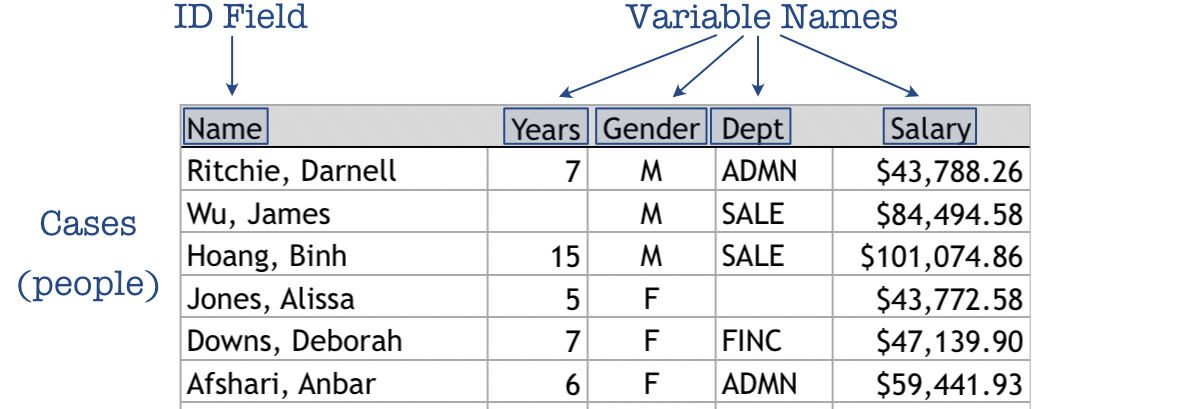 ID Field Variable Names
Name Years Gender Dept Salary
Ritchie, Darnell 7 M ADMN $43,788.26
Wu, James M SALE $84,494.58
Cases
Hoang, Binh 15 M SALE $101,074.86
(people)
Jones, Alissa 5 F $43,772.58
Downs, Deborah 7 F FINC $47,139.90
Afshari, Anbar 6 F ADMN $59,441.93